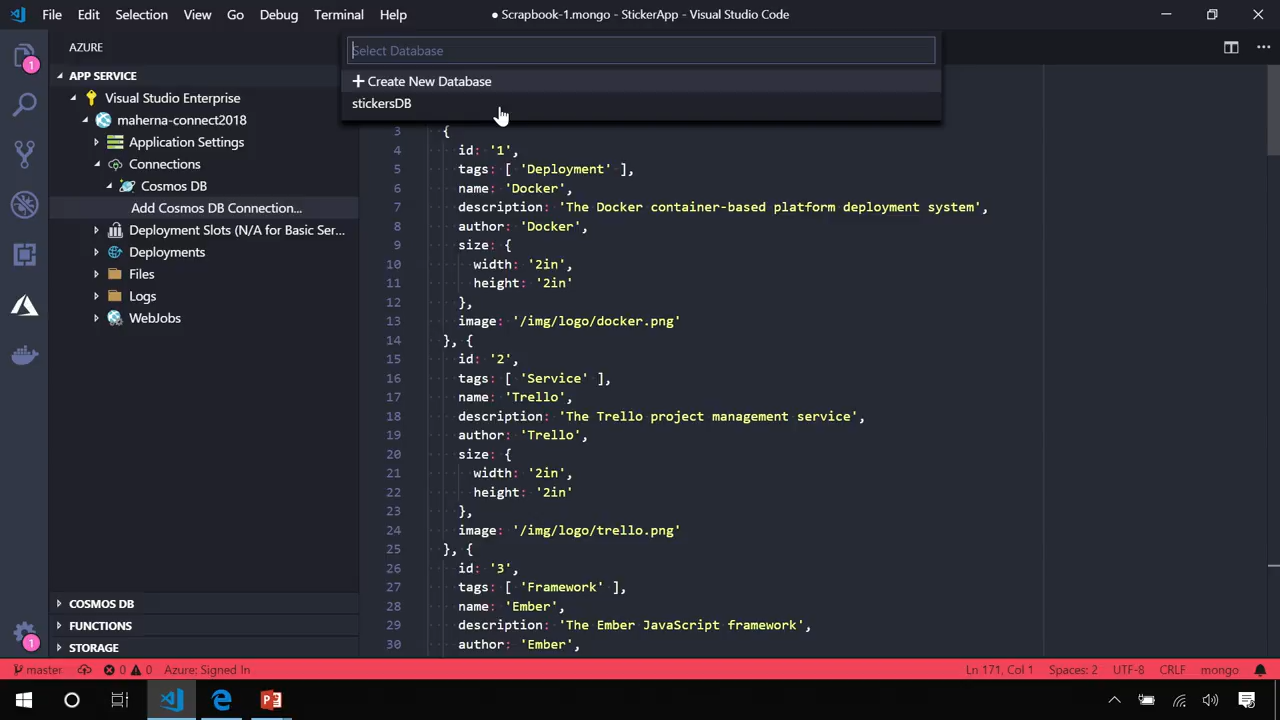 File Edit Selection View Go Debug Terminal Help
● Scrapbook-1.mongo - StickerApp - Visual Studio Code
AZURE
Select Database
+ Create New Database
stickersDB
APP SERVICE
Visual Studio Enterprise
maherna-connect2018
Application Settings
Connections
Cosmos DB
Add Cosmos DB Connection...
Deployment Slots (N/A for Basic Ser...
Deployments
Files
Logs
WebJobs
COSMOS DB
FUNCTIONS
STORAGE
1
1
3 {
4 id: '1',
5 tags: [ 'Deployment' ],
6 name: 'Docker',
7 description: 'The Docker container-based platform deployment system',
8 author: 'Docker',
9 size: {
10 width: '2in',
11 height: '2in'
12 },
13 image: '/img/logo/docker.png'
14 }, {
15 id: '2',
16 tags: [ 'Service' ],
17 name: 'Trello',
18 description: 'The Trello project management service',
19 author: 'Trello',
20 size: {
21 width: '2in',
22 height: '2in'
23 },
24 image: '/img/logo/trello.png'
25 }, {
26 id: '3',
27 tags: [ 'Framework' ],
28 name: 'Ember',
29 description: 'The Ember JavaScript framework',
30 author: 'Ember',
master 0 0 Azure: Signed In Ln 171, Col 1 Spaces: 2 UTF-8 CRLF mongo